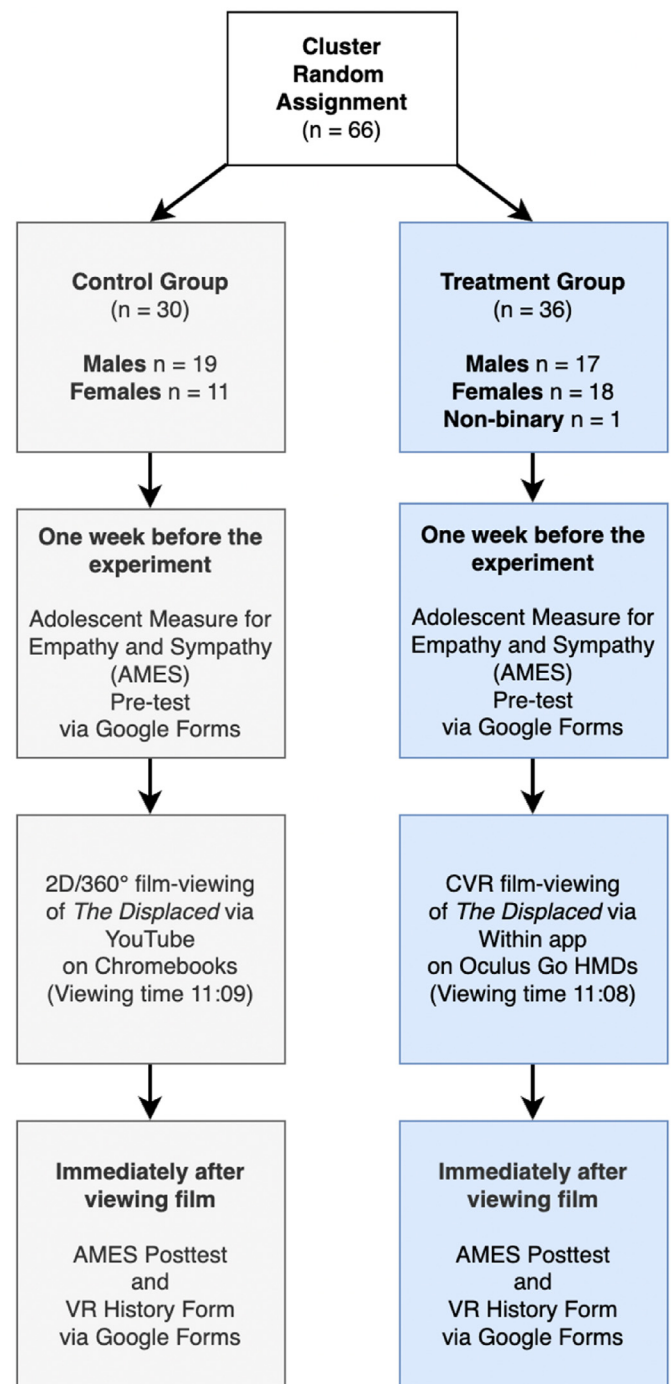 Cluster
Random
Assignment
(n = 66)
Control Group
(n = 30)
Males n = 19
Females n = 11
Treatment Group
(n = 36)
Males n = 17
Females n = 18
Non-binary n = 1
One week before the
experiment
Adolescent Measure for
Empathy and Sympathy
(AMES)
Pre-test
via Google Forms
One week before the
experiment
Adolescent Measure for
Empathy and Sympathy
(AMES)
Pre-test
via Google Forms
2D/360° film-viewing
of The Displaced via
YouTube
on Chromebooks
(Viewing time 11:09)
CVR film-viewing
of The Displaced via
Within app
on Oculus Go HMDs
(Viewing time 11:08)
Immediately after
viewing film
AMES Posttest
and
VR History Form
via Google Forms
Immediately after
viewing film
AMES Posttest
and
VR History Form
via Google Forms